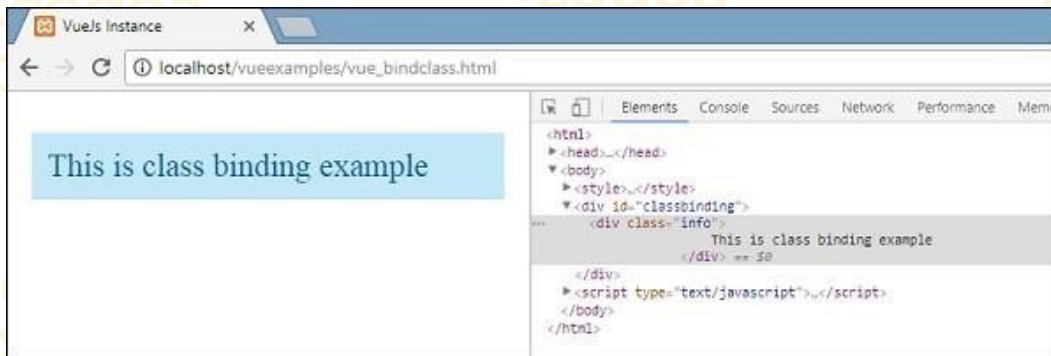 VueJs Instance
localhost/vueexamples/vue_bindclass.html
This is class binding example
Elements Console Sources Network Performance Mem
<html>
<head>…</head>
<body>
<style>…</style>
<div id="classbinding">
<div class="info">
This is class binding example
</div> == $0
</div>
<script type="text/javascript">…</script>
</body>
</html>